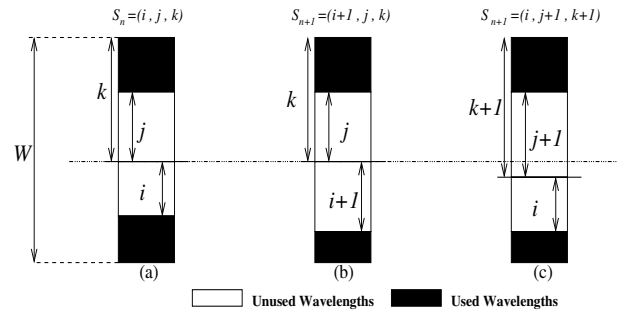 S_n=(i, j, k)
S_{n+1}=(i+1, j, k)
S_{n+1}=(i, j+1, k+1)
W
k
j
i
(a)
k
j
i+1
(b)
k+1
j+1
i
(c)
Unused Wavelengths
Used Wavelengths